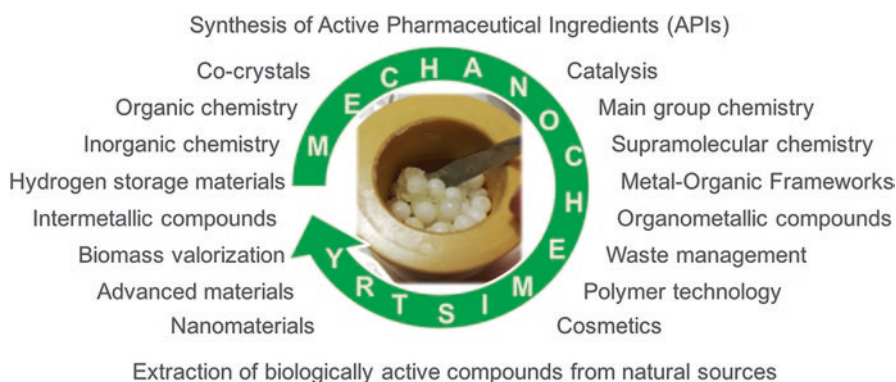 Synthesis of Active Pharmaceutical Ingredients (APIs)
Co-crystals
Organic chemistry
Inorganic chemistry
Hydrogen storage materials
Intermetallic compounds
Biomass valorization
Advanced materials
Nanomaterials
MECHANOCHEMISTRY
Catalysis
Main group chemistry
Supramolecular chemistry
Metal-Organic Frameworks
Organometallic compounds
Waste management
Polymer technology
Cosmetics
Extraction of biologically active compounds from natural sources